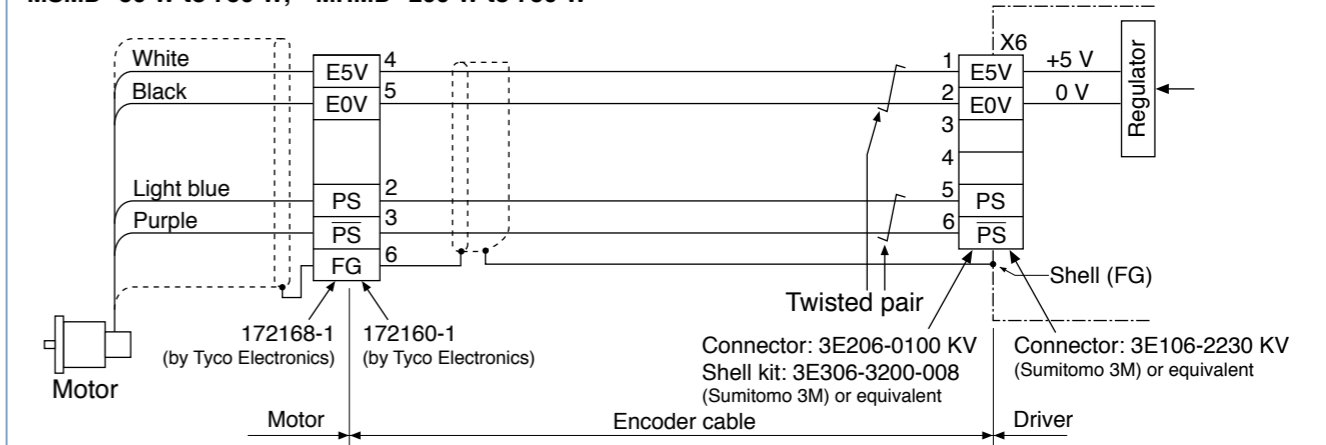 MSMD 50 W to 750 W, MHMD 200 W to 750 W
White
Black
Light blue
Purple
E5V 4
E0V 5
PS 2
PS 3
FG 6
X6
1 E5V +5 V
2 E0V 0 V
3
4
5 PS
6 PS
Regulator
Twisted pair
Shell (FG)
172168-1
(by Tyco Electronics)
172160-1
(by Tyco Electronics)
Connector: 3E206-0100 KV
Shell kit: 3E306-3200-008
(Sumitomo 3M) or equivalent
Connector: 3E106-2230 KV
(Sumitomo 3M) or equivalent
Motor
Motor
Encoder cable
Driver